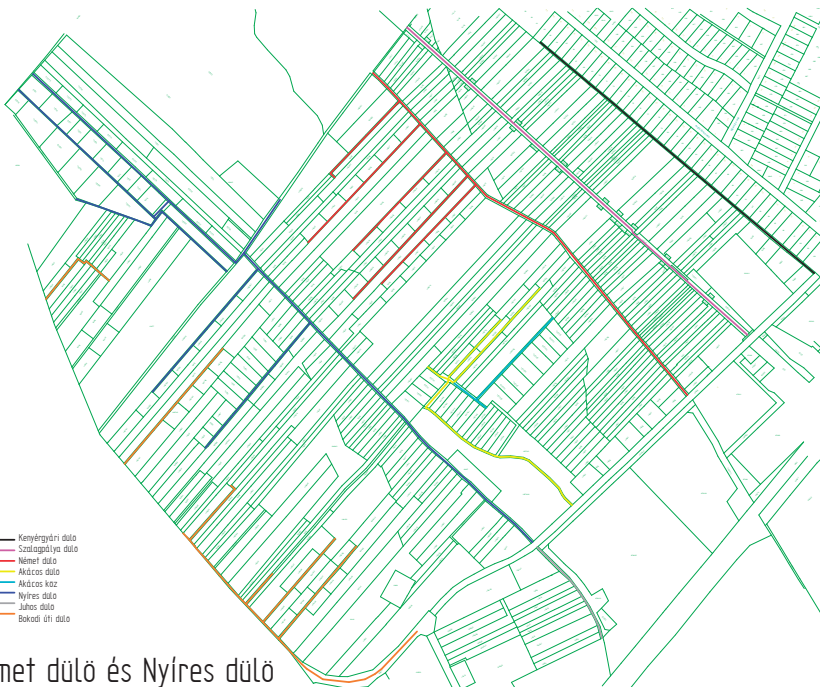 Kenyérgyári dülö
Szalagpálya dülö
Német dülö
Akácos dülö
Akácos köz
Nyíres dülö
Juhos dülö
Bokodi úti dülö
met dülö és Nyíres dülö